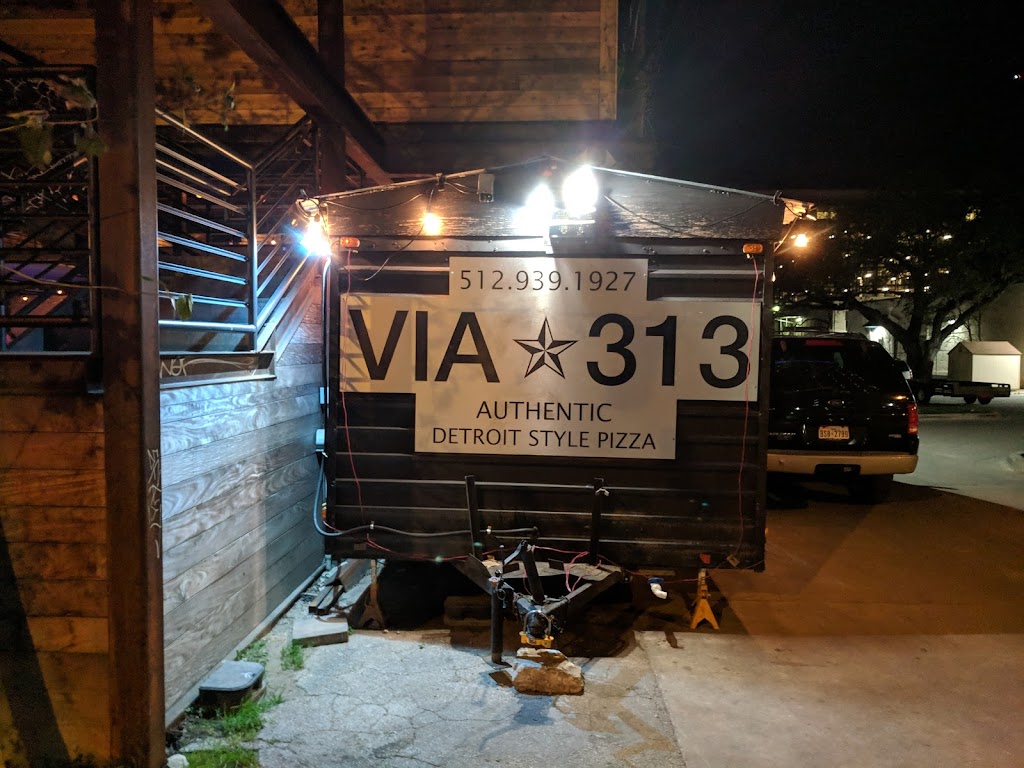 512.939.1927
VIA 313
AUTHENTIC
DETROIT STYLE PIZZA